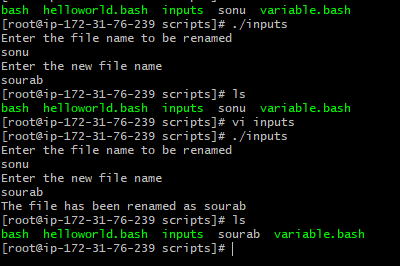 bash helloworld.bash inputs sonu variable.bash
[root@ip-172-31-76-239 scripts]# ./inputs
Enter the file name to be renamed
sonu
Enter the new file name
sourab
[root@ip-172-31-76-239 scripts]# ls
bash helloworld.bash inputs sonu variable.bash
[root@ip-172-31-76-239 scripts]# vi inputs
[root@ip-172-31-76-239 scripts]# ./inputs
Enter the file name to be renamed
sonu
Enter the new file name
sourab
The file has been renamed as sourab
[root@ip-172-31-76-239 scripts]# ls
bash helloworld.bash inputs sourab variable.bash
[root@ip-172-31-76-239 scripts]#